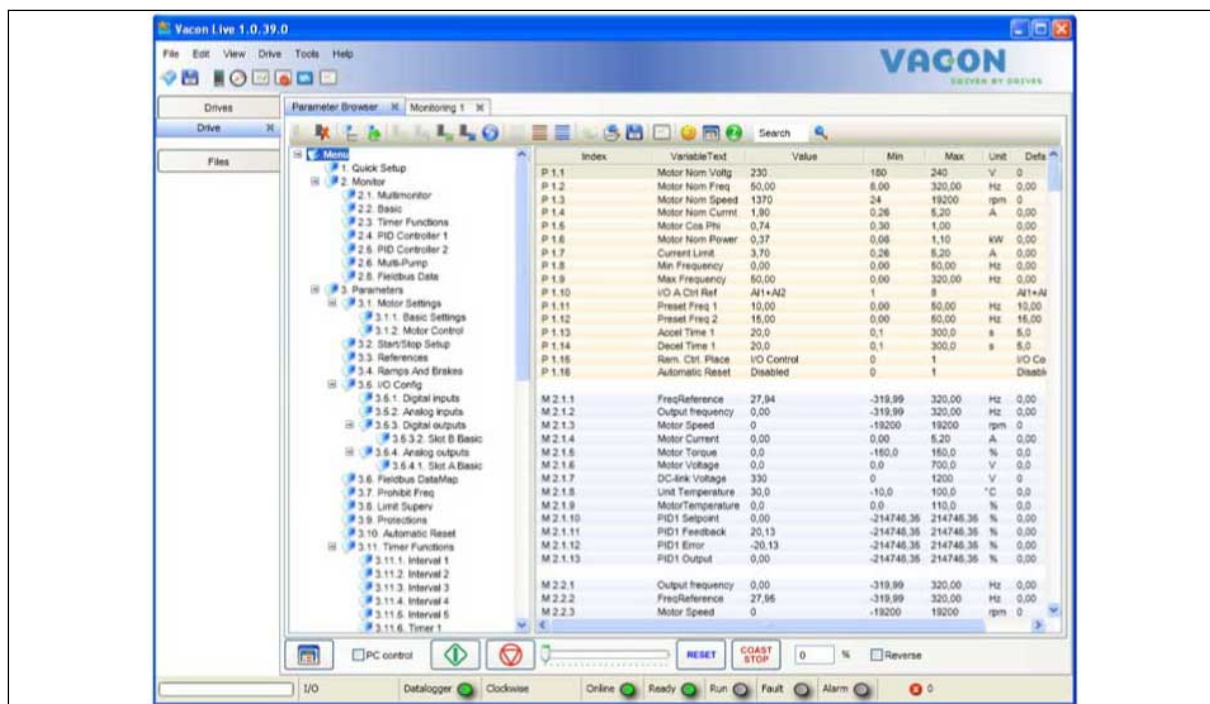 Vacon Live 1.0.39.0
File Edit View Drive Tools Help
VACON
DRIVEN BY DRIVES
Drives
Drive
Files
Parameter Browser Monitoring 1
Search
Menu
1. Quick Setup
2. Monitor
2.1. Multimonitor
2.2. Basic
2.3. Timer Functions
2.4. PID Controller 1
2.5. PID Controller 2
2.6. Multi-Pump
2.8. Fieldbus Data
3. Parameters
3.1. Motor Settings
3.1.1. Basic Settings
3.1.2. Motor Control
3.2. Start/Stop Setup
3.3. References
3.4. Ramps And Brakes
3.5. I/O Config
3.5.1. Digital inputs
3.5.2. Analog inputs
3.5.3. Digital outputs
3.5.3.2. Slot B Basic
3.5.4. Analog outputs
3.5.4.1. Slot A Basic
3.6. Fieldbus DataMap
3.7. Prohibit Freq
3.8. Limit Superv
3.9. Protections
3.10. Automatic Reset
3.11. Timer Functions
3.11.1. Interval 1
3.11.2. Interval 2
3.11.3. Interval 3
3.11.4. Interval 4
3.11.5. Interval 5
3.11.6. Timer 1
Index VariableText Value Min Max Unit Defa
P 1.1 Motor Nom Voltg 230 180 240 V 0
P 1.2 Motor Nom Freq 50,00 8,00 320,00 Hz 0,00
P 1.3 Motor Nom Speed 1370 24 19200 rpm 0
P 1.4 Motor Nom Currnt 1,90 0,26 5,20 A 0,00
P 1.5 Motor Cos Phi 0,74 0,30 1,00 0,00
P 1.6 Motor Nom Power 0,37 0,06 1,10 kW 0,00
P 1.7 Current Limit 3,70 0,26 5,20 A 0,00
P 1.8 Min Frequency 0,00 0,00 50,00 Hz 0,00
P 1.9 Max Frequency 50,00 0,00 320,00 Hz 0,00
P 1.10 I/O A Ctrl Ref AI1+AI2 1 8 AI1+AI
P 1.11 Preset Freq 1 10,00 0,00 50,00 Hz 10,00
P 1.12 Preset Freq 2 15,00 0,00 50,00 Hz 15,00
P 1.13 Accel Time 1 20,0 0,1 300,0 s 5,0
P 1.14 Decel Time 1 20,0 0,1 300,0 s 5,0
P 1.15 Rem. Ctrl. Place I/O Control 0 1 I/O Co
P 1.16 Automatic Reset Disabled 0 1 Disabl
M 2.1.1 FreqReference 27,94 -319,99 320,00 Hz 0,00
M 2.1.2 Output frequency 0,00 -319,99 320,00 Hz 0,00
M 2.1.3 Motor Speed 0 -19200 19200 rpm 0
M 2.1.4 Motor Current 0,00 0,00 5,20 A 0,00
M 2.1.5 Motor Torque 0,0 -150,0 150,0 % 0,0
M 2.1.6 Motor Voltage 0,0 0,0 700,0 V 0,0
M 2.1.7 DC-link Voltage 330 0 1200 V 0
M 2.1.8 Unit Temperature 30,0 -10,0 100,0 °C 0,0
M 2.1.9 MotorTemperature 0,0 0,0 110,0 % 0,0
M 2.1.10 PID1 Setpoint 0,00 -214748,36 214748,36 % 0,00
M 2.1.11 PID1 Feedback 20,13 -214748,36 214748,36 % 0,00
M 2.1.12 PID1 Error -20,13 -214748,36 214748,36 % 0,00
M 2.1.13 PID1 Output 0,00 -214748,36 214748,36 % 0,00
M 2.2.1 Output frequency 0,00 -319,99 320,00 Hz 0,00
M 2.2.2 FreqReference 27,95 -319,99 320,00 Hz 0,00
M 2.2.3 Motor Speed 0 -19200 19200 rpm 0
PC control RESET COAST STOP 0 % Reverse
I/O Datalogger Clockwise Online Ready Run Fault Alarm 0